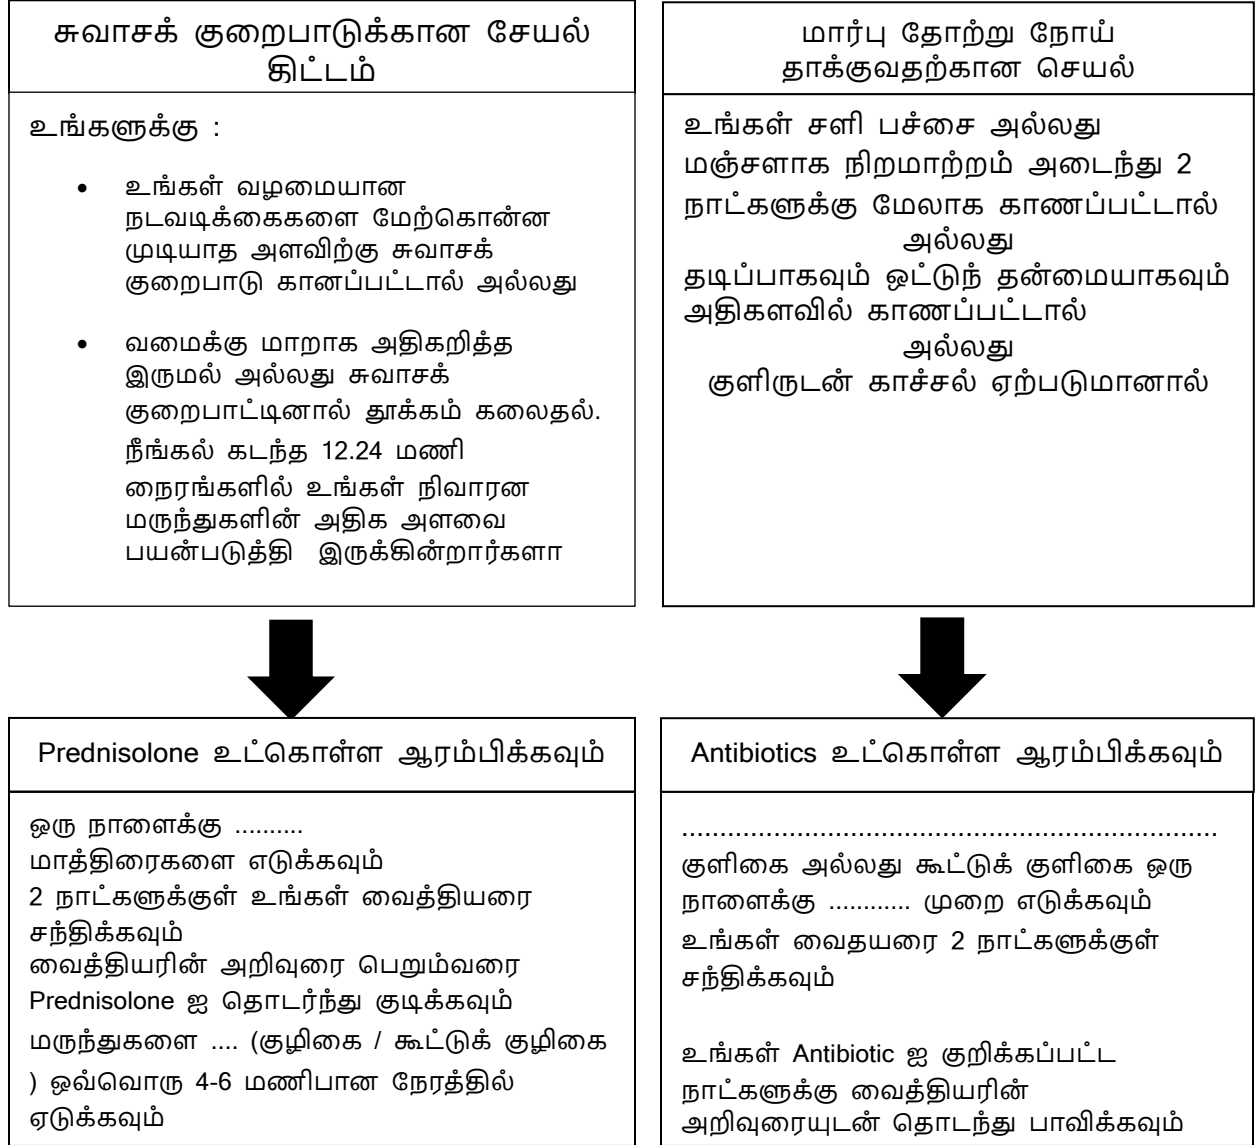 சுவாசக் குறைபாடுக்கான சேயல்
திட்டம்
உங்களுக்கு :
• உங்கள் வழமையான
நடவடிக்கைகளை மேற்கொன்ன
முடியாத அளவிற்கு சுவாசக்
குறைபாடு கானப்பட்டால் அல்லது
• வமைக்கு மாறாக அதிகறித்த
இருமல் அல்லது சுவாசக்
குறைபாட்டினால் தூக்கம் கலைதல்.
நீங்கல் கடந்த 12.24 மணி
நைரங்களில் உங்கள் நிவாரன
மருந்துகளின் அதிக அளவை
பயன்படுத்தி இருக்கின்றார்களா
மார்பு தோற்று நோய்
தாக்குவதற்கான செயல்
உங்கள் சளி பச்சை அல்லது
மஞ்சளாக நிறமாற்றம் அடைந்து 2
நாட்களுக்கு மேலாக காணப்பட்டால்
அல்லது
தடிப்பாகவும் ஒட்டுந் தன்மையாகவும்
அதிகளவில் காணப்பட்டால்
அல்லது
குளிருடன் காச்சல் ஏற்படுமானால்
Prednisolone உட்கொள்ள ஆரம்பிக்கவும்
ஒரு நாளைக்கு ..........
மாத்திரைகளை எடுக்கவும்
2 நாட்களுக்குள் உங்கள் வைத்தியரை
சந்திக்கவும்
வைத்தியரின் அறிவுரை பெறும்வரை
Prednisolone ஐ தொடர்ந்து குடிக்கவும்
மருந்துகளை .... (குழிகை / கூட்டுக் குழிகை
) ஒவ்வொரு 4-6 மணிபான நேரத்தில்
ஏடுக்கவும்
Antibiotics உட்கொள்ள ஆரம்பிக்கவும்
......................................................................
குளிகை அல்லது கூட்டுக் குளிகை ஒரு
நாளைக்கு ............ முறை எடுக்கவும்
உங்கள் வைதயரை 2 நாட்களுக்குள்
சந்திக்கவும்
உங்கள் Antibiotic ஐ குறிக்கப்பட்ட
நாட்களுக்கு வைத்தியரின்
அறிவுரையுடன் தொடந்து பாவிக்கவும்